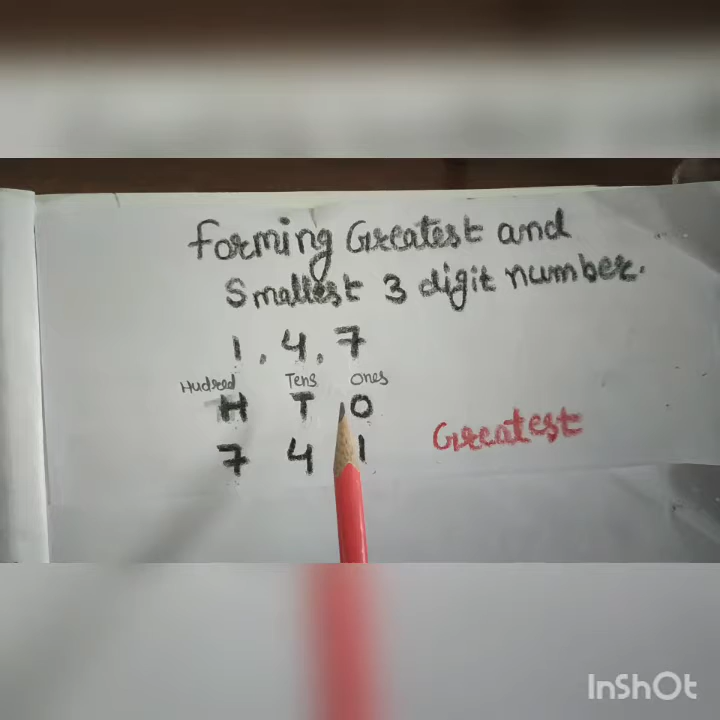 Forming Greatest and
Smallest 3 digit number.
1, 4, 7
Hudred Tens Ones
H T O
7 4 1
Greatest
InShOt